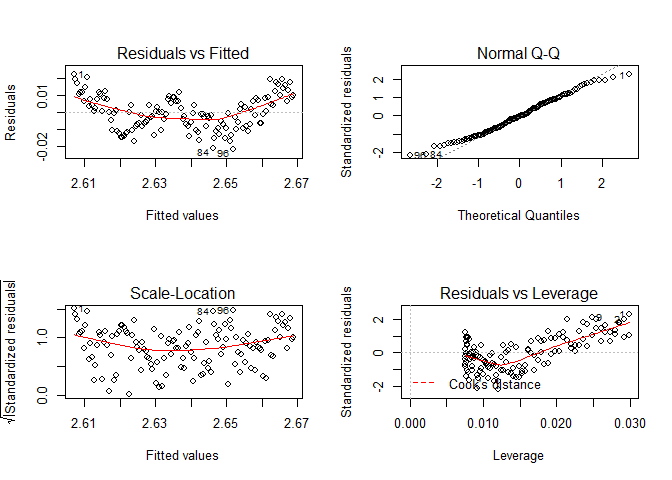 Residuals vs Fitted
Residuals
-0.02 0.01
1
84 96
2.61 2.63 2.65 2.67
Fitted values
Normal Q-Q
Standardized residuals
-2 0 1 2
1
96 84
-2 -1 0 1 2
Theoretical Quantiles
Scale-Location
√|Standardized residuals|
0.0 1.0
1
84 96
2.61 2.63 2.65 2.67
Fitted values
Residuals vs Leverage
Standardized residuals
-2 0 2
1
Cook's distance
0.000 0.010 0.020 0.030
Leverage